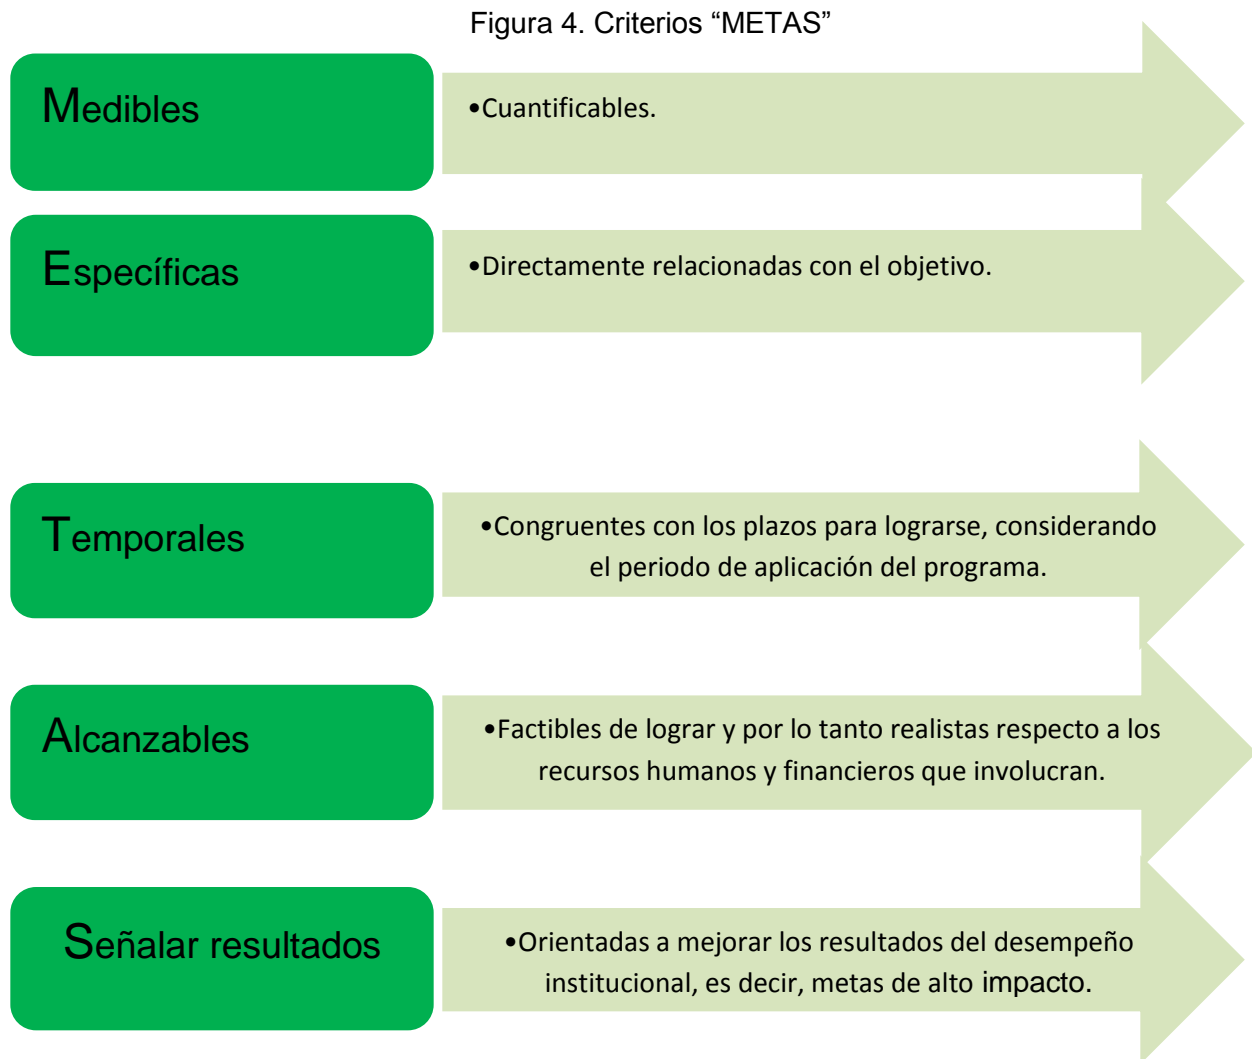 Figura 4. Criterios “METAS”
Medibles
•Cuantificables.
Específicas
•Directamente relacionadas con el objetivo.
Temporales
•Congruentes con los plazos para lograrse, considerando
el periodo de aplicación del programa.
Alcanzables
•Factibles de lograr y por lo tanto realistas respecto a los
recursos humanos y financieros que involucran.
Señalar resultados
•Orientadas a mejorar los resultados del desempeño
institucional, es decir, metas de alto impacto.